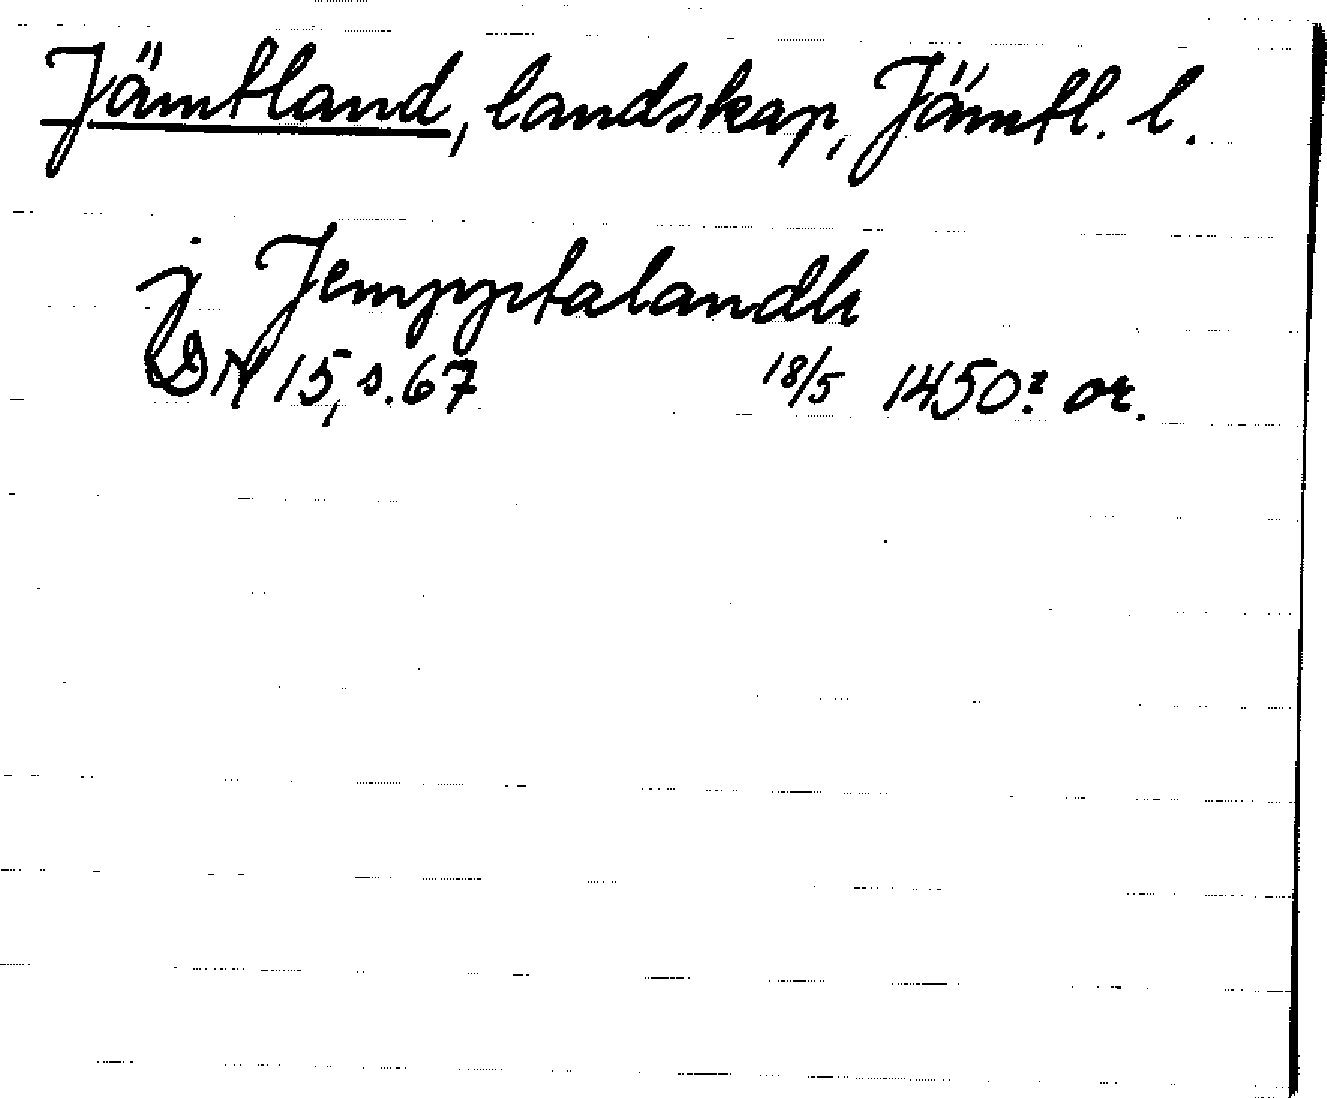 Jämtland, landskap, Jämtl. l.
j Jempptalandh
DN 15, s. 67 18/5 1450? or.